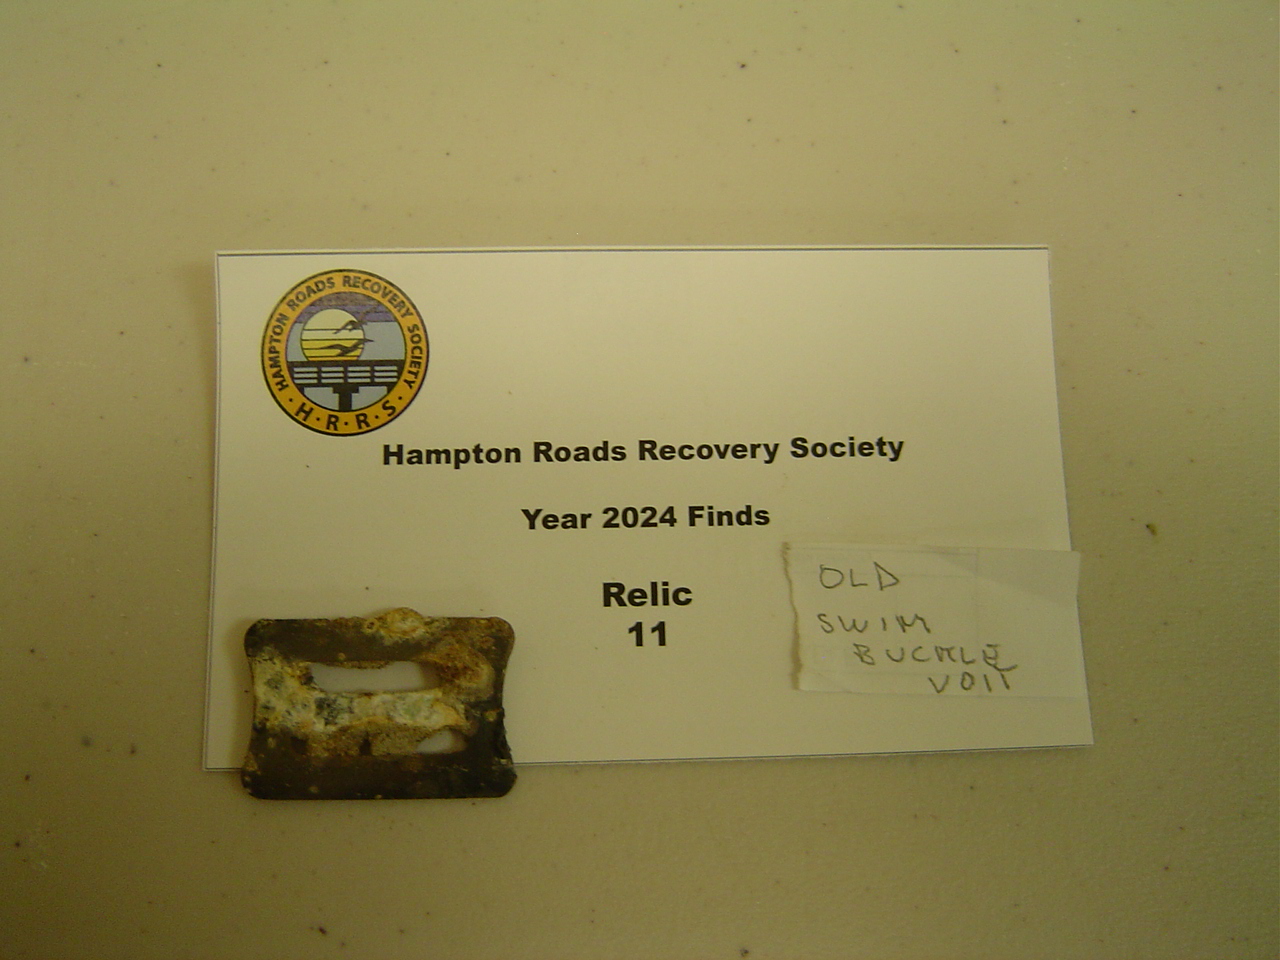 HAMPTON ROADS RECOVERY SOCIETY
· H · R · R · S ·
Hampton Roads Recovery Society
Year 2024 Finds
Relic
11
OLD
SWIM
BUCKLE
VOIT